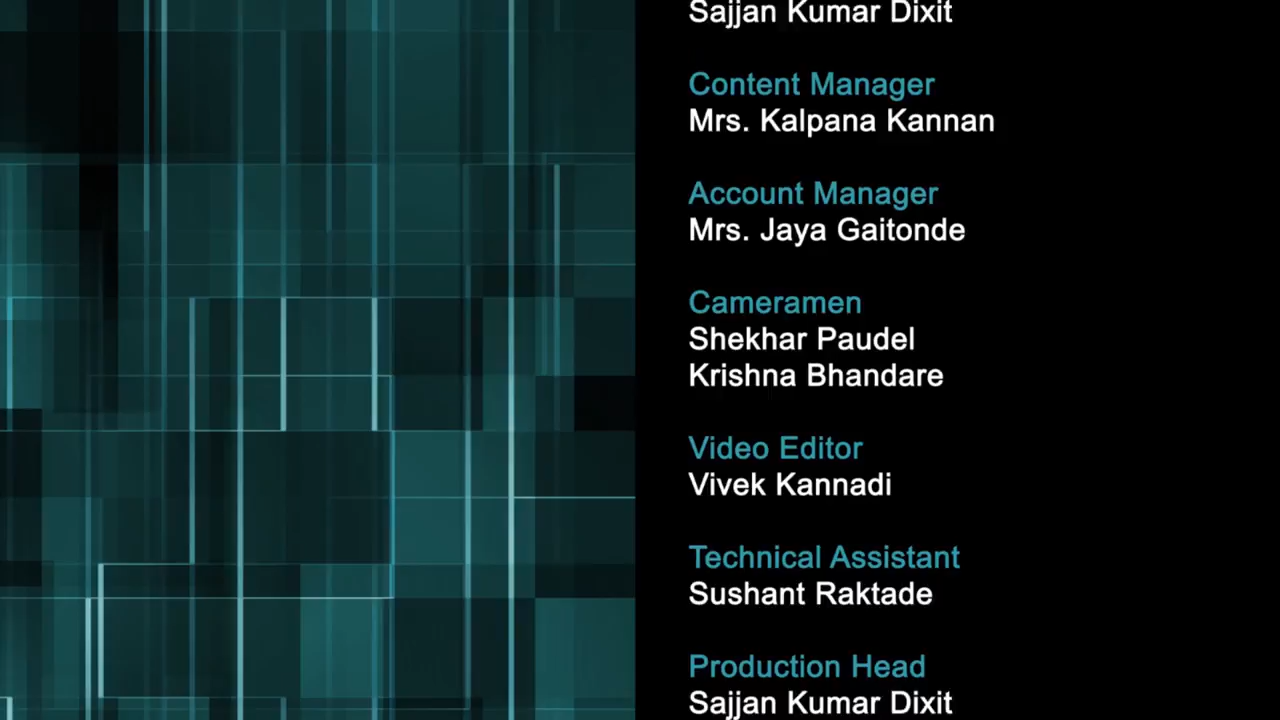 Sajjan Kumar Dixit
Content Manager
Mrs. Kalpana Kannan
Account Manager
Mrs. Jaya Gaitonde
Cameramen
Shekhar Paudel
Krishna Bhandare
Video Editor
Vivek Kannadi
Technical Assistant
Sushant Raktade
Production Head
Sajjan Kumar Dixit